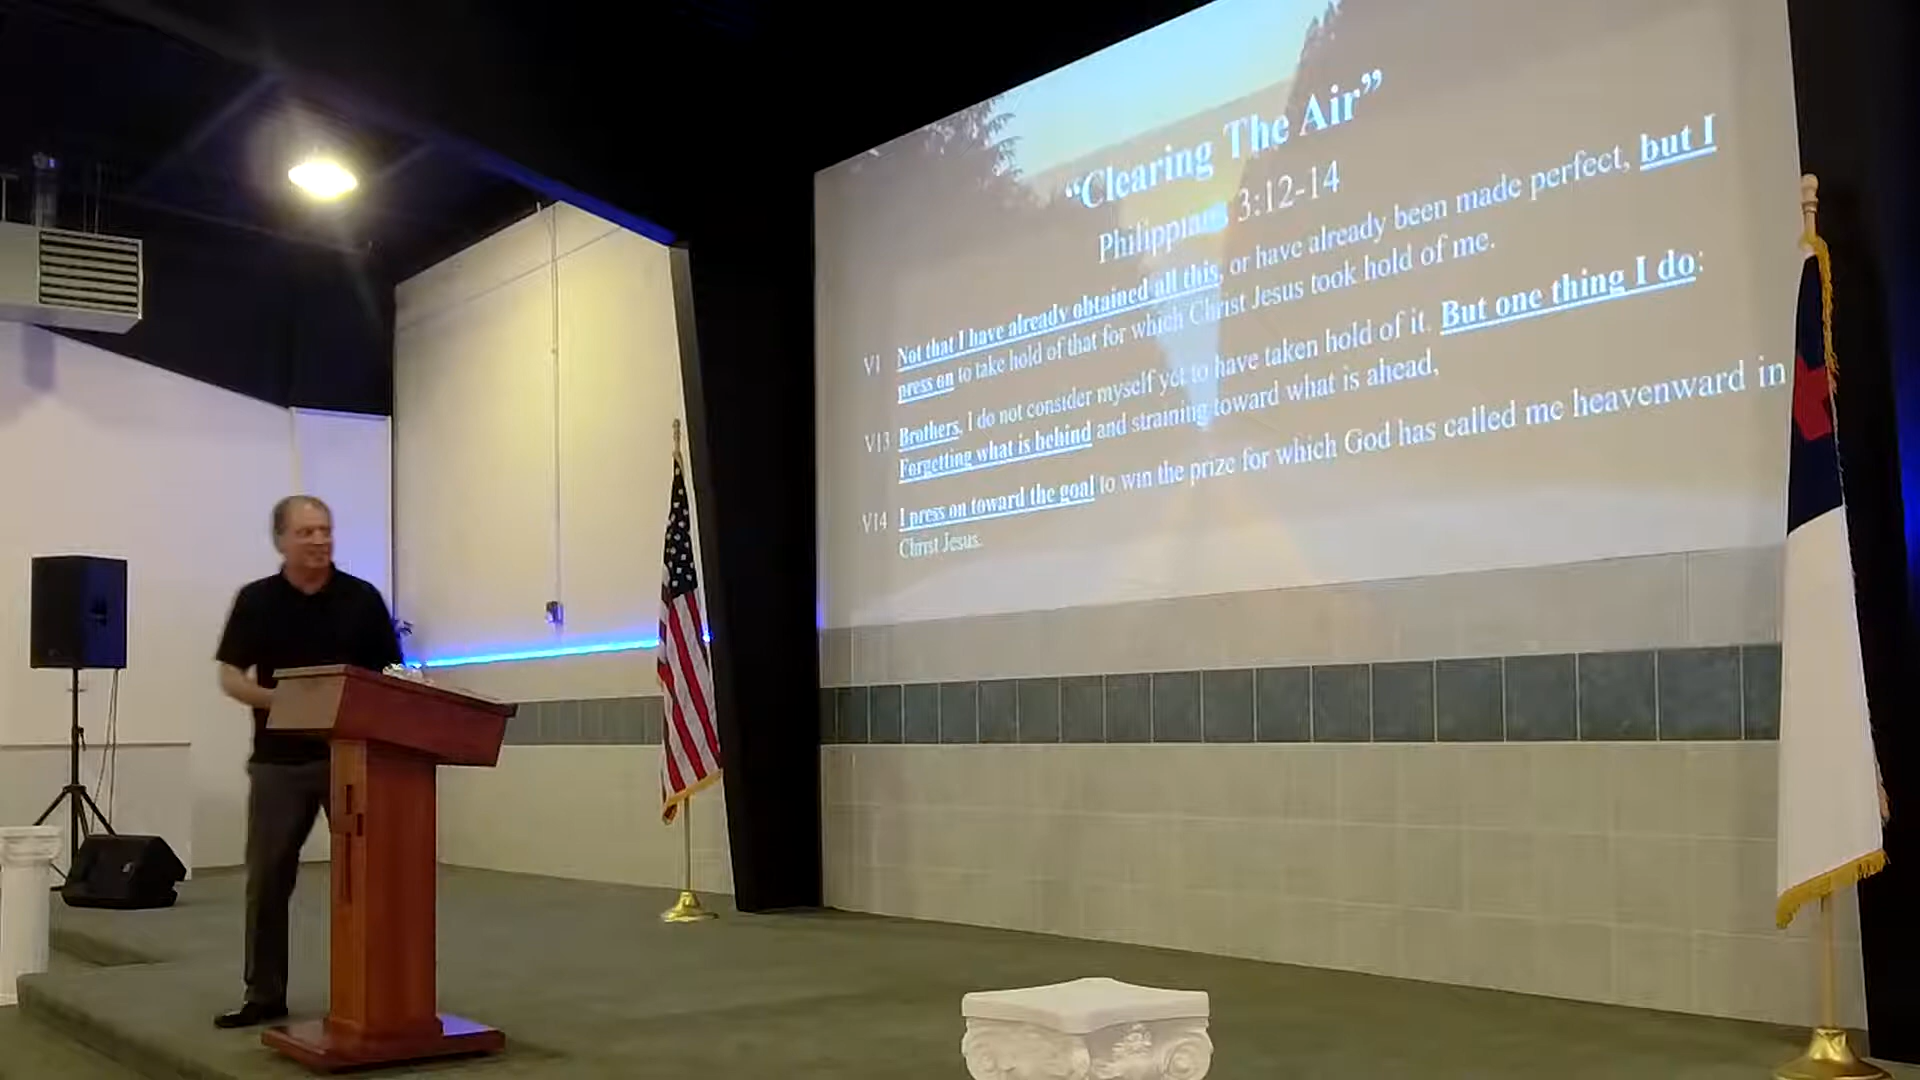 “Clearing The Air”
Philippians 3:12-14
V1 Not that I have already obtained all this, or have already been made perfect, but I
press on to take hold of that for which Christ Jesus took hold of me.
V13 Brothers, I do not consider myself yet to have taken hold of it. But one thing I do:
Forgetting what is behind and straining toward what is ahead,
V14 I press on toward the goal to win the prize for which God has called me heavenward in
Christ Jesus.